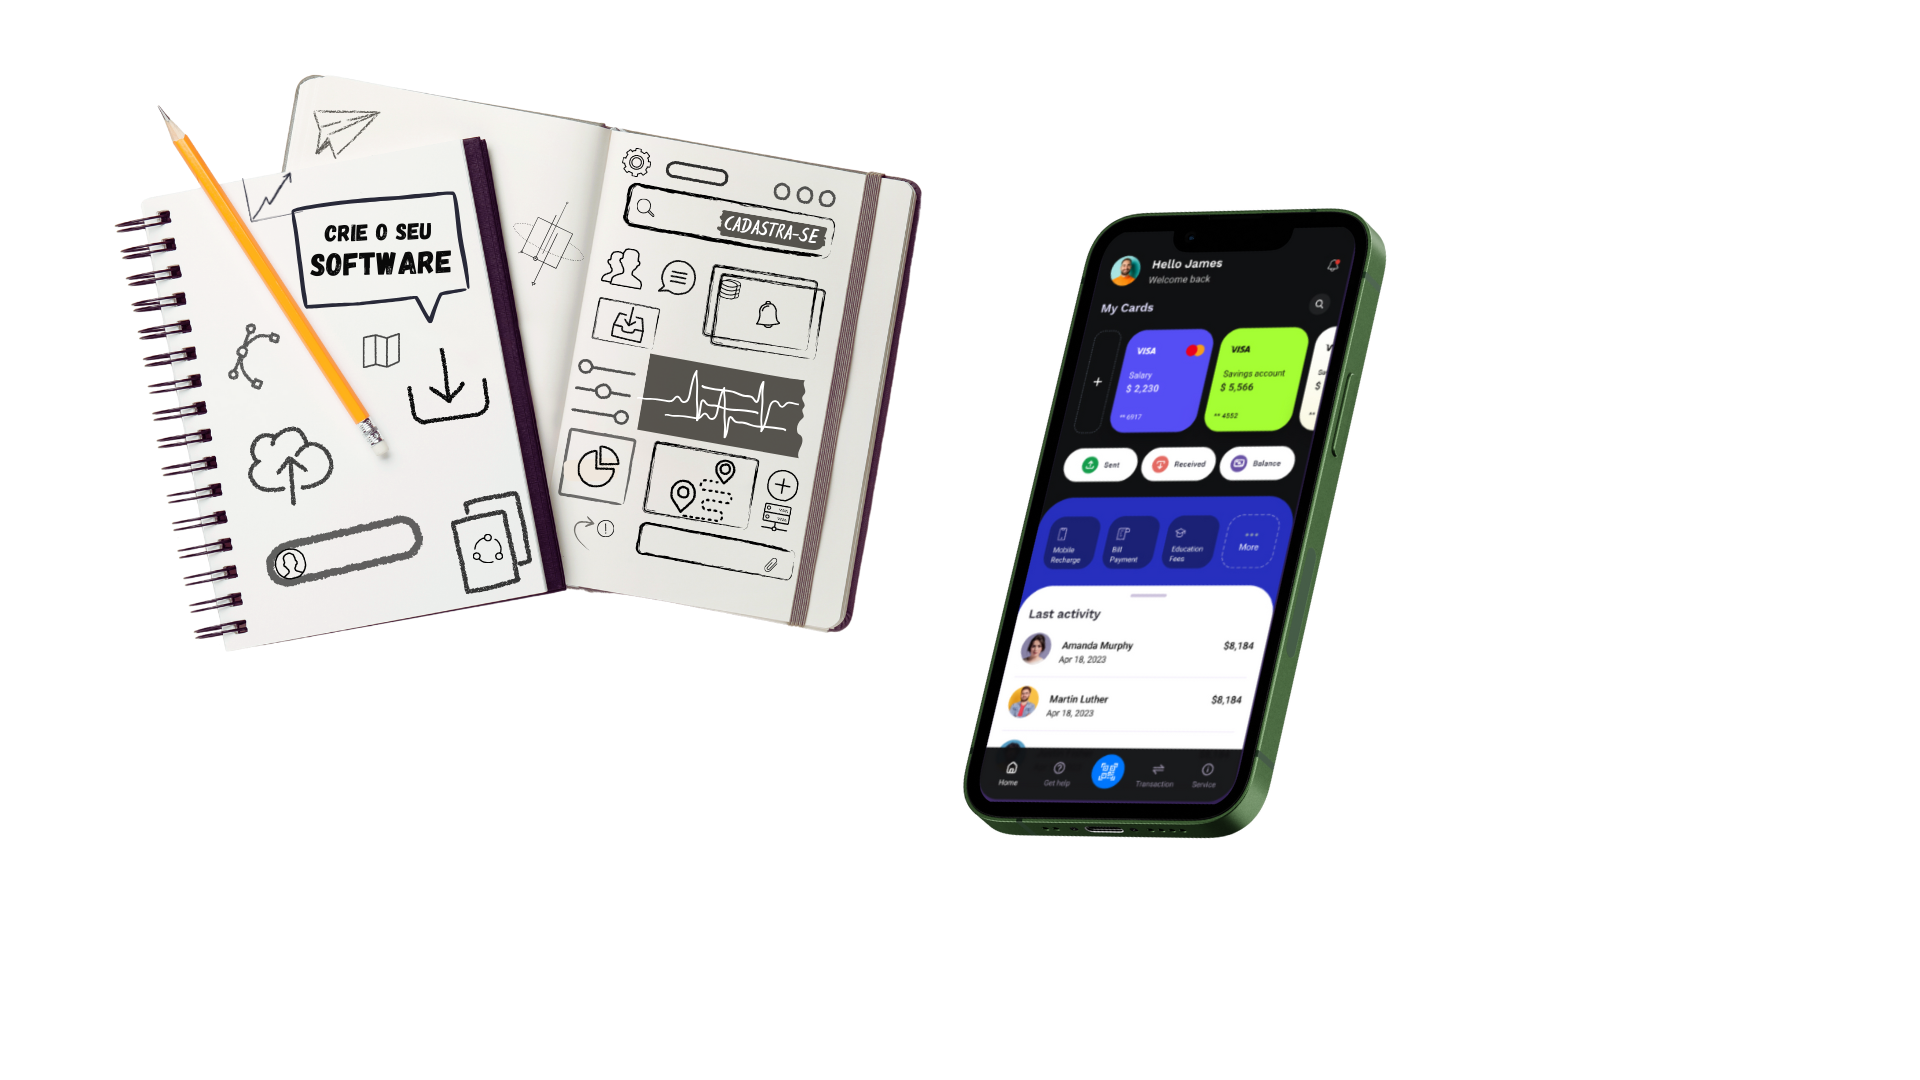 CRIE O SEU
SOFTWARE
CADASTRA-SE
Hello James
Welcome back
My Cards
+
VISA
Salary
$ 2,230
** 6917
VISA
Savings account
$ 5,566
** 4552
Sent
Received
Balance
Mobile
Recharge
Bill
Payment
Education
Fees
More
Last activity
Amanda Murphy
$8,184
Apr 18, 2023
Martin Luther
$8,184
Apr 18, 2023
Home
Get help
Transaction
Service